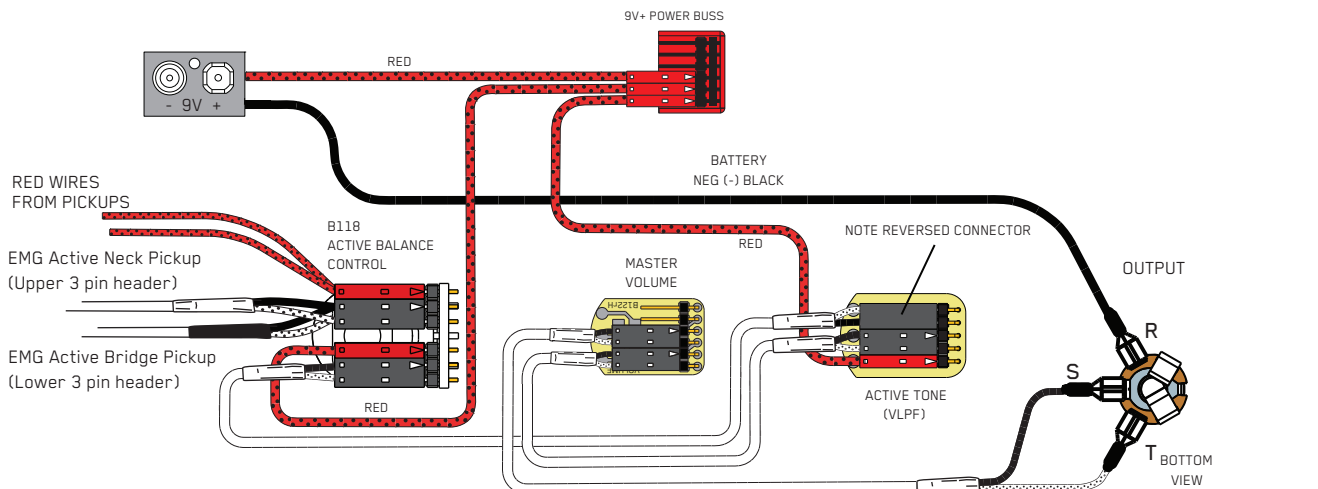 9V+ POWER BUSS
RED
- 9V +
BATTERY
NEG (-) BLACK
RED WIRES
FROM PICKUPS
B118
ACTIVE BALANCE
CONTROL
EMG Active Neck Pickup
(Upper 3 pin header)
RED
NOTE REVERSED CONNECTOR
MASTER
VOLUME
OUTPUT
B122rH
R
EMG Active Bridge Pickup
(Lower 3 pin header)
S
RED
ACTIVE TONE
(VLPF)
T
BOTTOM
VIEW